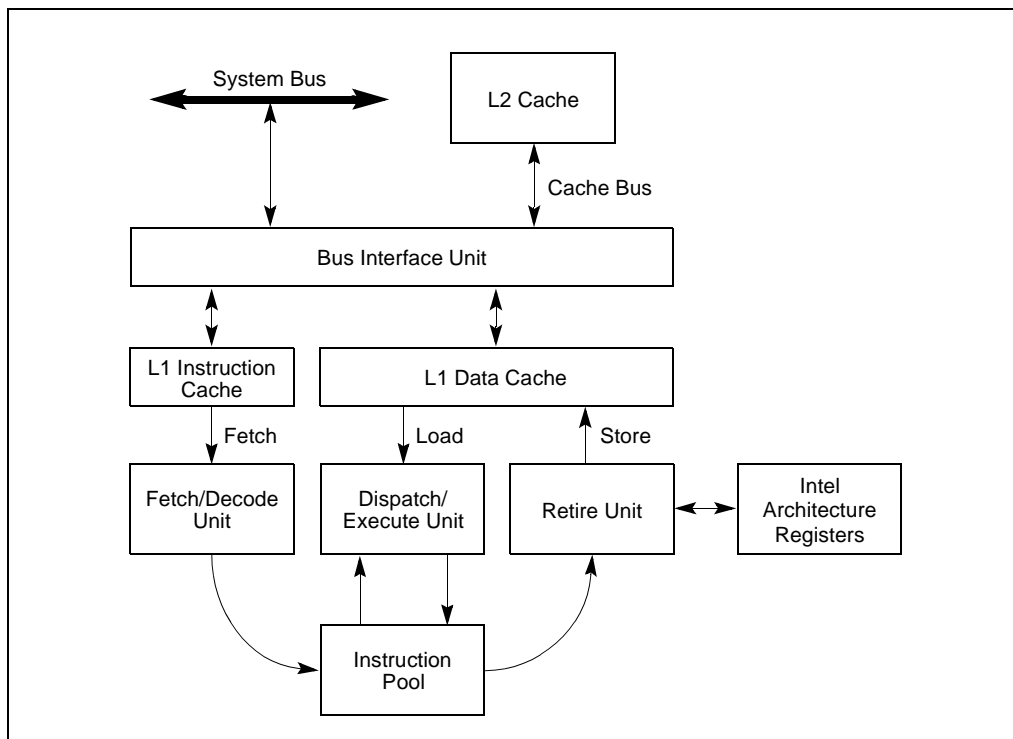 System Bus
L2 Cache
Cache Bus
Bus Interface Unit
L1 Instruction
Cache
L1 Data Cache
Fetch
Load
Store
Fetch/Decode
Unit
Dispatch/
Execute Unit
Retire Unit
Intel
Architecture
Registers
Instruction
Pool